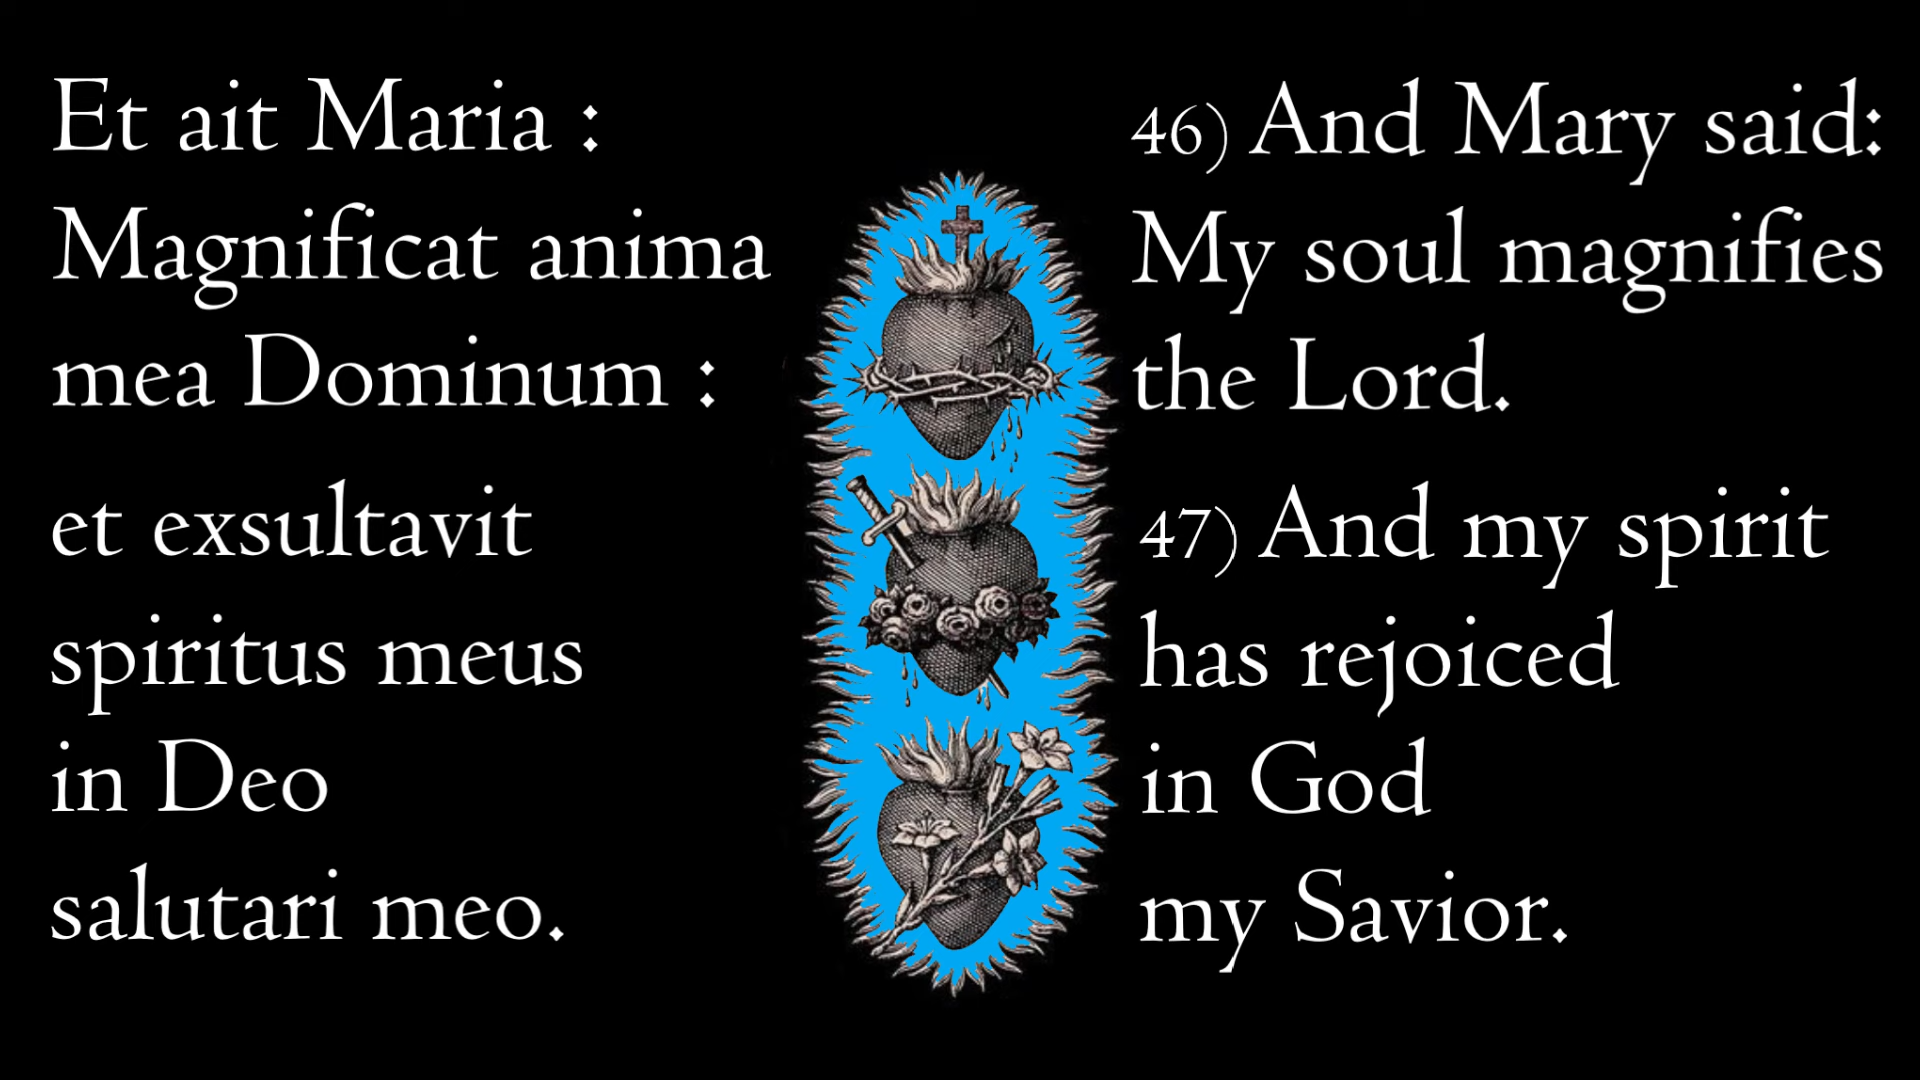 Et ait Maria :
Magnificat anima
mea Dominum :
et exsultavit
spiritus meus
in Deo
salutari meo.
46) And Mary said:
My soul magnifies
the Lord.
47) And my spirit
has rejoiced
in God
my Savior.